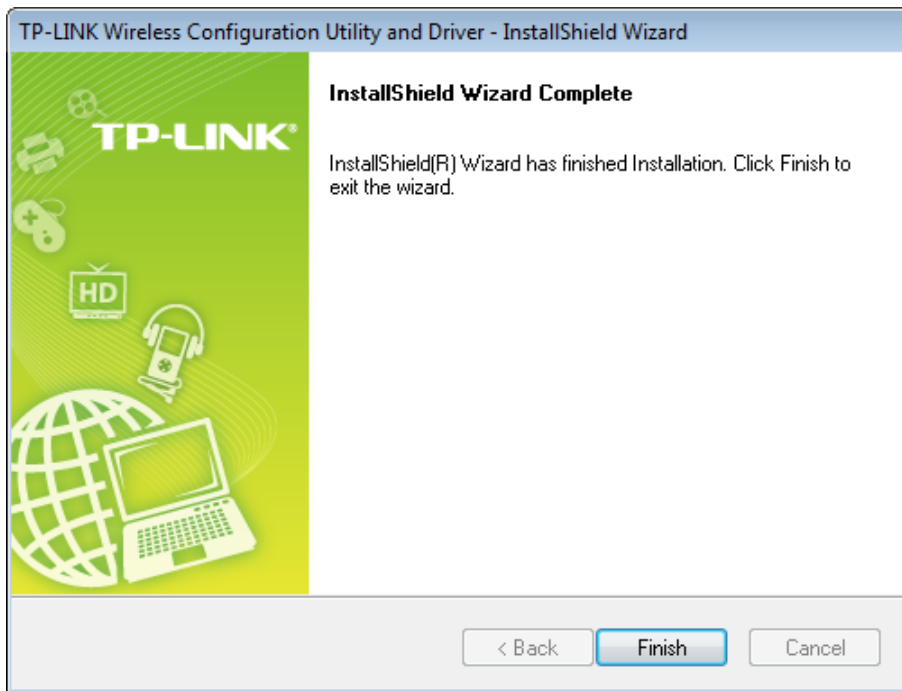 TP-LINK Wireless Configuration Utility and Driver - InstallShield Wizard
TP-LINK®
HD
InstallShield Wizard Complete
InstallShield(R) Wizard has finished Installation. Click Finish to
exit the wizard.
< Back
Finish
Cancel